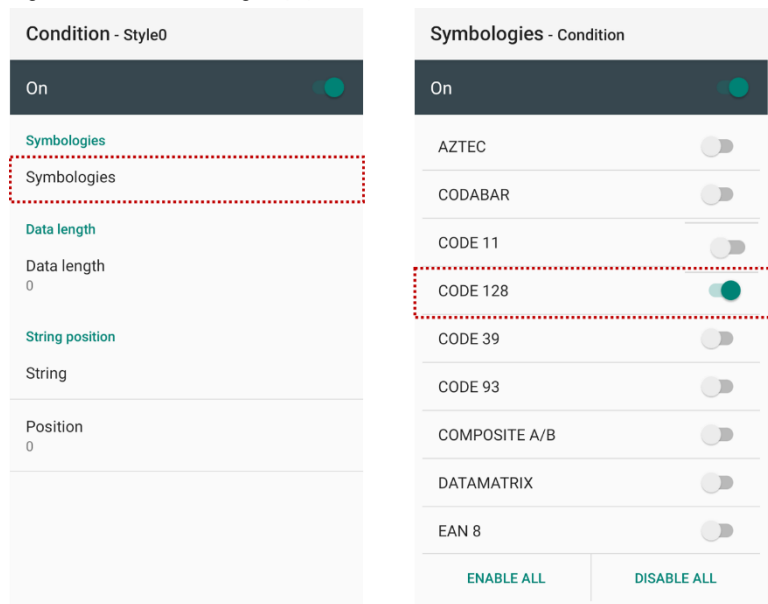 Condition - Style0
On
Symbologies
Symbologies
Data length
Data length
0
String position
String
Position
0
Symbologies - Condition
On
AZTEC
CODABAR
CODE 11
CODE 128
CODE 39
CODE 93
COMPOSITE A/B
DATAMATRIX
EAN 8
ENABLE ALL DISABLE ALL